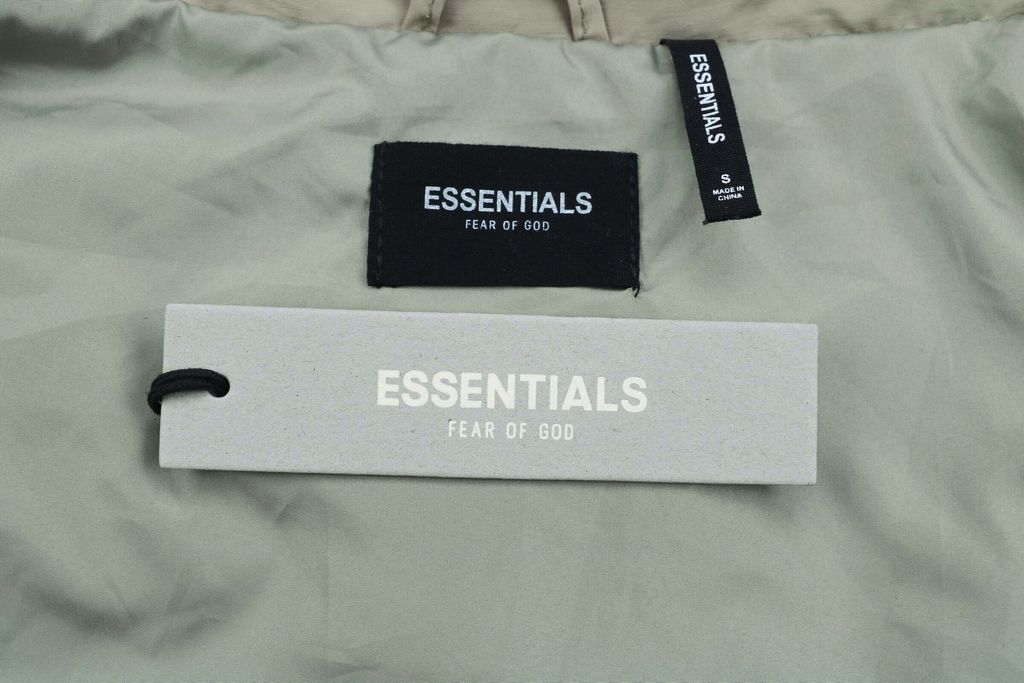 ESSENTIALS
S
MADE IN
CHINA
ESSENTIALS
FEAR OF GOD
ESSENTIALS
FEAR OF GOD